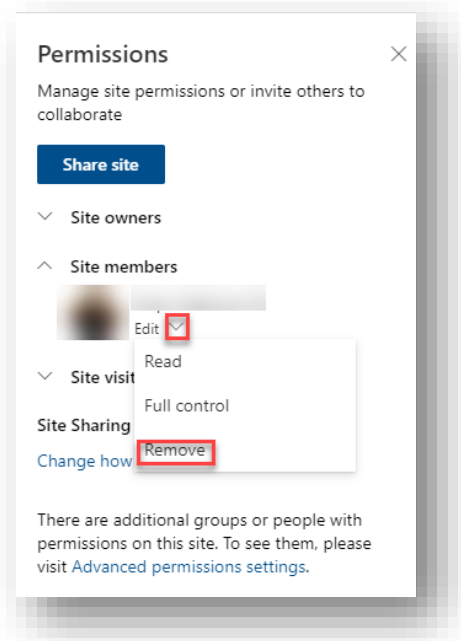 Permissions
Manage site permissions or invite others to
collaborate
Share site
Site owners
Site members
Edit
Read
Site visit
Full control
Site Sharing
Remove
Change how
There are additional groups or people with
permissions on this site. To see them, please
visit Advanced permissions settings.